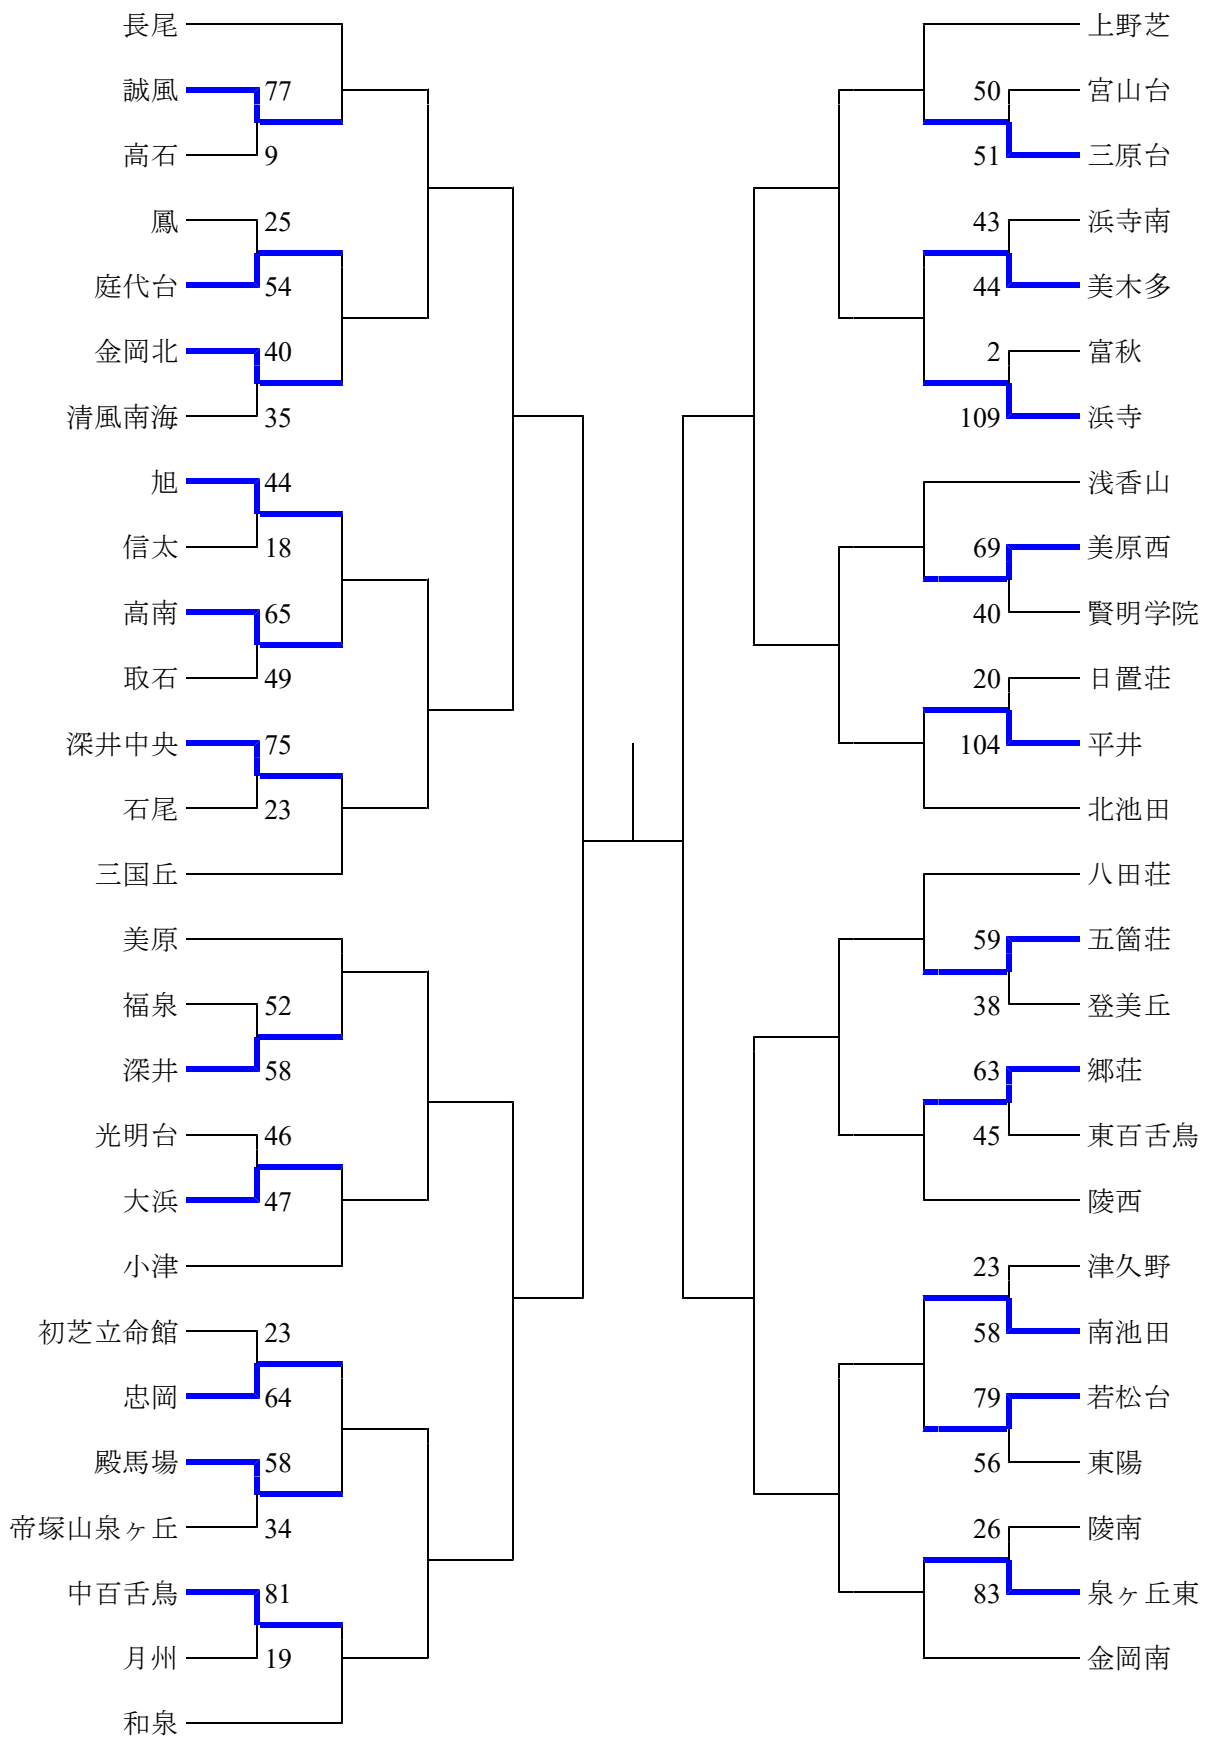 長尾
誠風 77
高石 9
鳳 25
庭代台 54
金岡北 40
清風南海 35
旭 44
信太 18
高南 65
取石 49
深井中央 75
石尾 23
三国丘
美原
福泉 52
深井 58
光明台 46
大浜 47
小津
初芝立命館 23
忠岡 64
殿馬場 58
帝塚山泉ヶ丘 34
中百舌鳥 81
月州 19
和泉
上野芝
50 宮山台
51 三原台
43 浜寺南
44 美木多
2 富秋
109 浜寺
浅香山
69 美原西
40 賢明学院
20 日置荘
104 平井
北池田
八田荘
59 五箇荘
38 登美丘
63 郷荘
45 東百舌鳥
陵西
23 津久野
58 南池田
79 若松台
56 東陽
26 陵南
83 泉ヶ丘東
金岡南